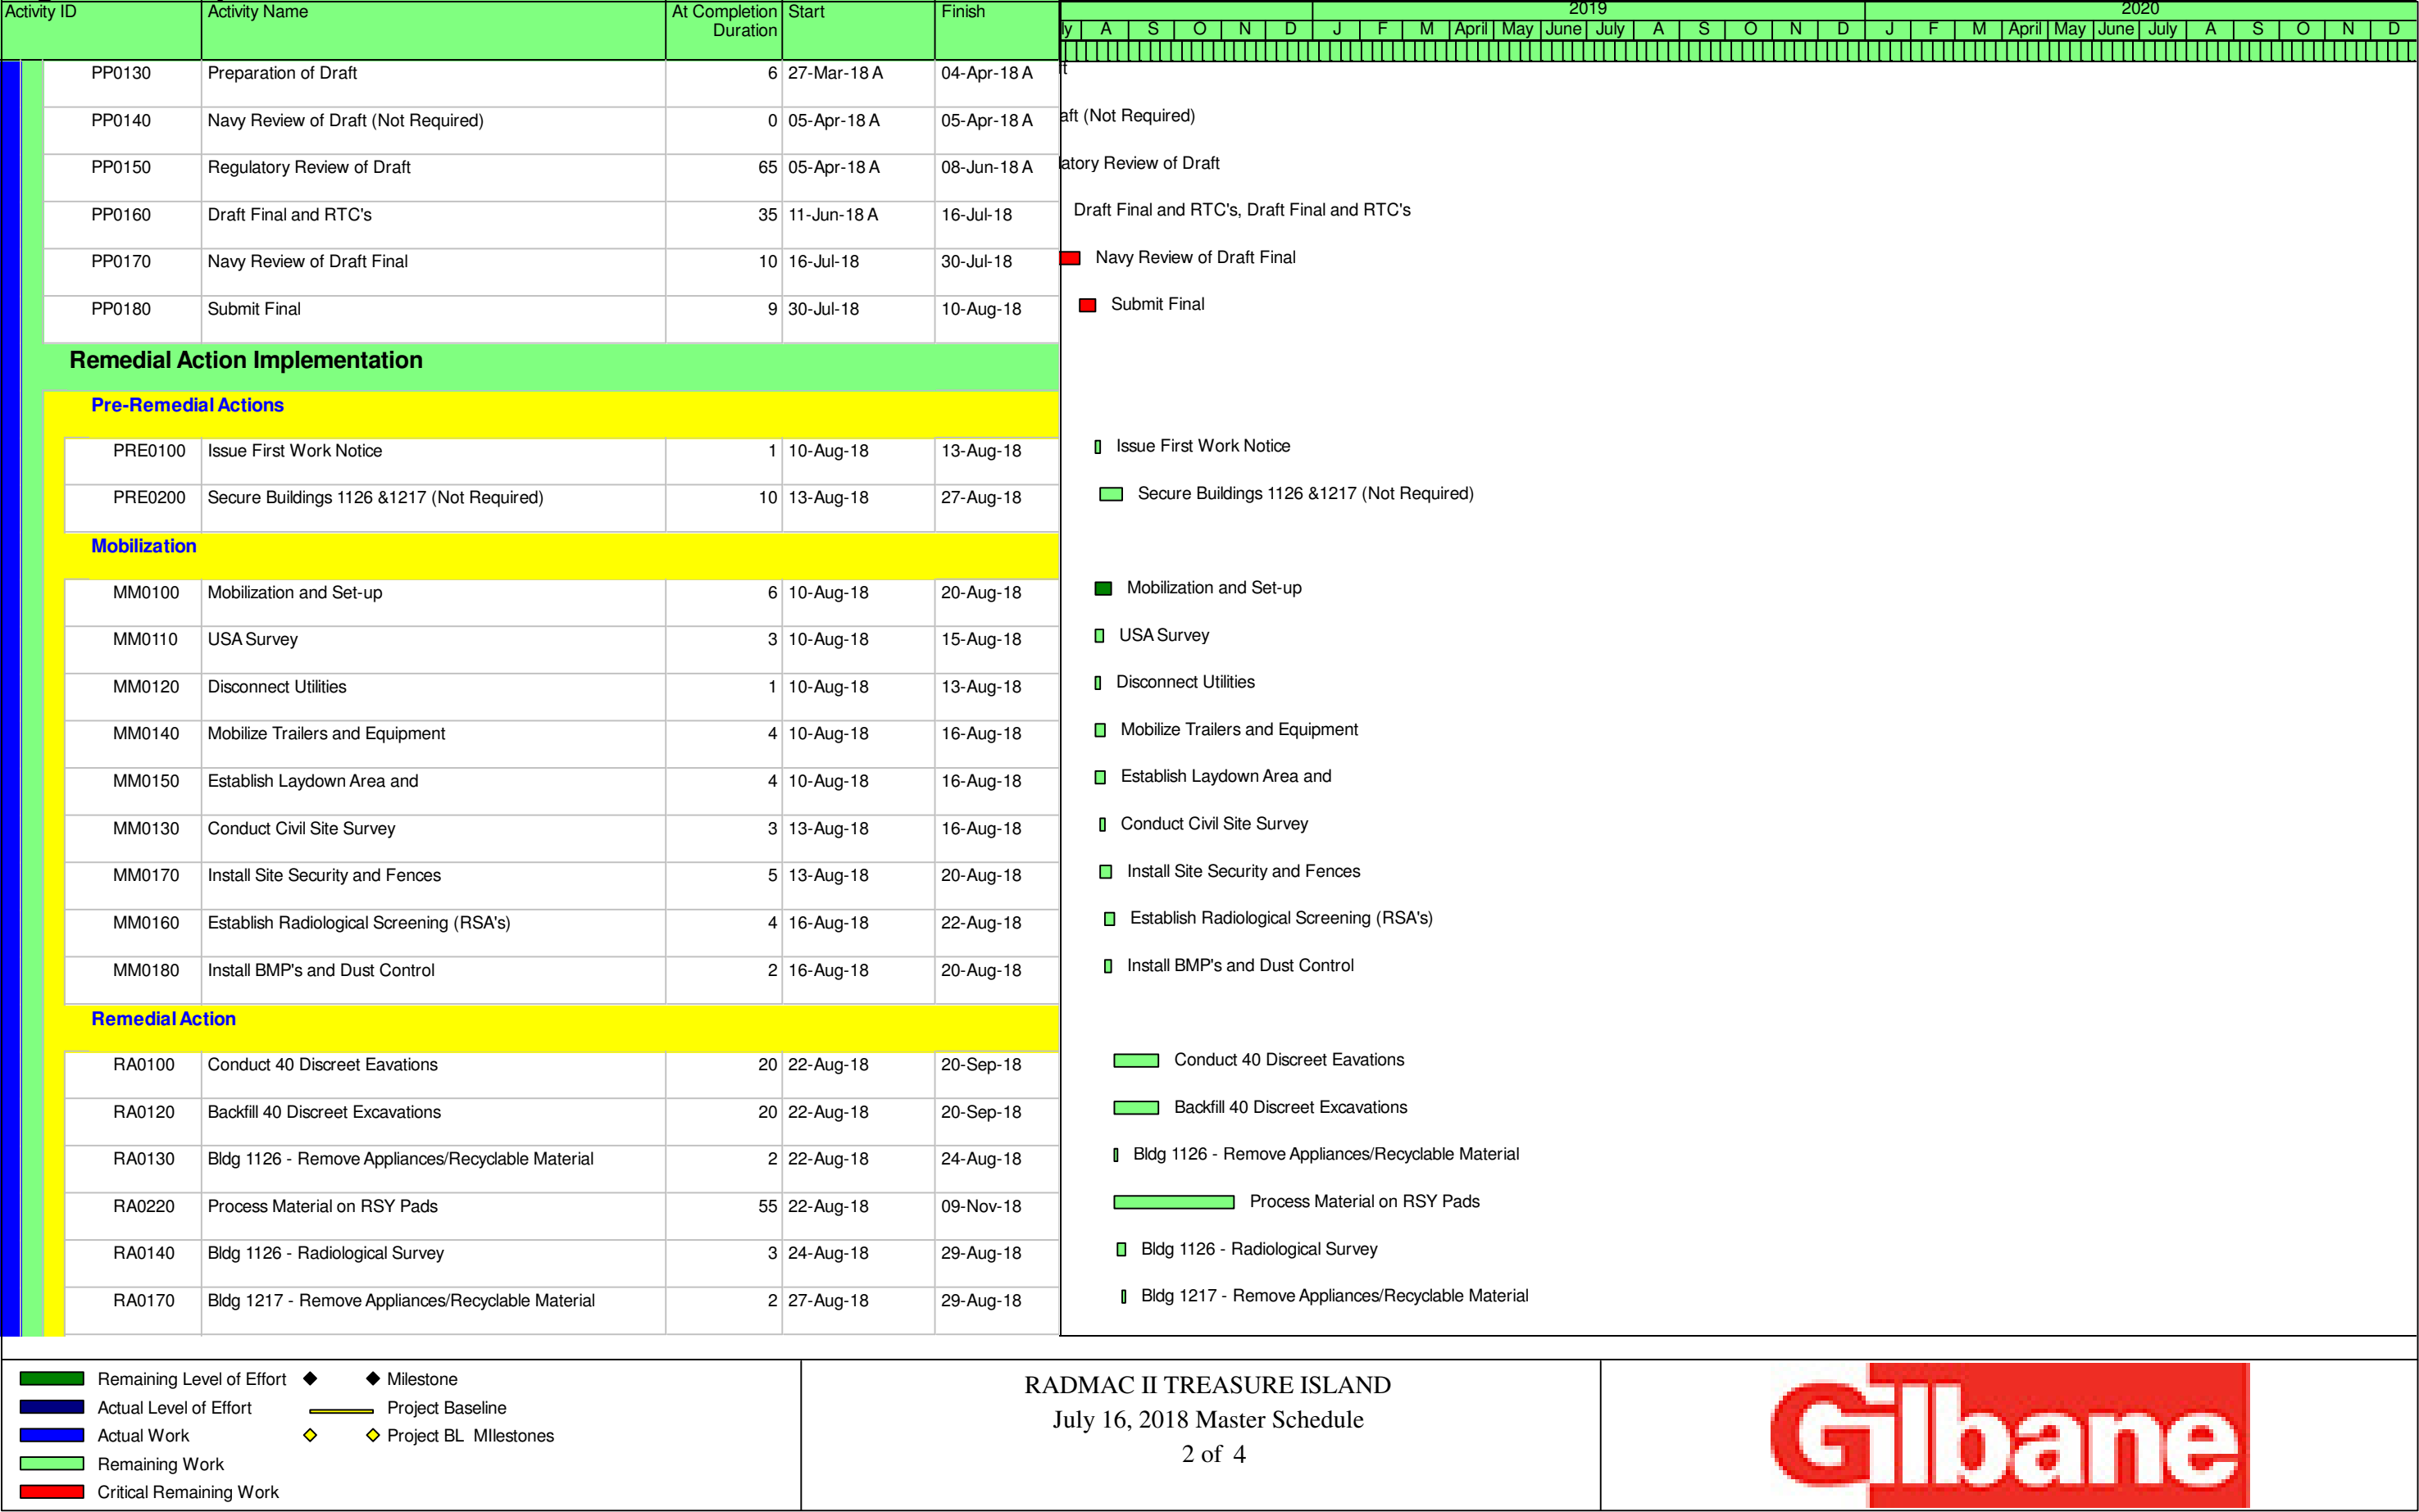 Activity ID Activity Name At Completion Start Finish 2019 2020
Duration ly A S O N D J F M April May June July A S O N D J F M April May June July A S O N D
PP0130 Preparation of Draft 6 27-Mar-18 A 04-Apr-18 A ft
PP0140 Navy Review of Draft (Not Required) 0 05-Apr-18 A 05-Apr-18 A aft (Not Required)
PP0150 Regulatory Review of Draft 65 05-Apr-18 A 08-Jun-18 A latory Review of Draft
PP0160 Draft Final and RTC's 35 11-Jun-18 A 16-Jul-18 Draft Final and RTC's, Draft Final and RTC's
PP0170 Navy Review of Draft Final 10 16-Jul-18 30-Jul-18 Navy Review of Draft Final
PP0180 Submit Final 9 30-Jul-18 10-Aug-18 Submit Final
Remedial Action Implementation
Pre-Remedial Actions
PRE0100 Issue First Work Notice 1 10-Aug-18 13-Aug-18 Issue First Work Notice
PRE0200 Secure Buildings 1126 &1217 (Not Required) 10 13-Aug-18 27-Aug-18 Secure Buildings 1126 &1217 (Not Required)
Mobilization
MM0100 Mobilization and Set-up 6 10-Aug-18 20-Aug-18 Mobilization and Set-up
MM0110 USA Survey 3 10-Aug-18 15-Aug-18 USA Survey
MM0120 Disconnect Utilities 1 10-Aug-18 13-Aug-18 Disconnect Utilities
MM0140 Mobilize Trailers and Equipment 4 10-Aug-18 16-Aug-18 Mobilize Trailers and Equipment
MM0150 Establish Laydown Area and 4 10-Aug-18 16-Aug-18 Establish Laydown Area and
MM0130 Conduct Civil Site Survey 3 13-Aug-18 16-Aug-18 Conduct Civil Site Survey
MM0170 Install Site Security and Fences 5 13-Aug-18 20-Aug-18 Install Site Security and Fences
MM0160 Establish Radiological Screening (RSA's) 4 16-Aug-18 22-Aug-18 Establish Radiological Screening (RSA's)
MM0180 Install BMP's and Dust Control 2 16-Aug-18 20-Aug-18 Install BMP's and Dust Control
Remedial Action
RA0100 Conduct 40 Discreet Eavations 20 22-Aug-18 20-Sep-18 Conduct 40 Discreet Eavations
RA0120 Backfill 40 Discreet Excavations 20 22-Aug-18 20-Sep-18 Backfill 40 Discreet Excavations
RA0130 Bldg 1126 - Remove Appliances/Recyclable Material 2 22-Aug-18 24-Aug-18 Bldg 1126 - Remove Appliances/Recyclable Material
RA0220 Process Material on RSY Pads 55 22-Aug-18 09-Nov-18 Process Material on RSY Pads
RA0140 Bldg 1126 - Radiological Survey 3 24-Aug-18 29-Aug-18 Bldg 1126 - Radiological Survey
RA0170 Bldg 1217 - Remove Appliances/Recyclable Material 2 27-Aug-18 29-Aug-18 Bldg 1217 - Remove Appliances/Recyclable Material
Remaining Level of Effort Milestone
Actual Level of Effort Project Baseline
Actual Work Project BL MIlestones
Remaining Work
Critical Remaining Work
RADMAC II TREASURE ISLAND
July 16, 2018 Master Schedule
2 of 4
Gilbane